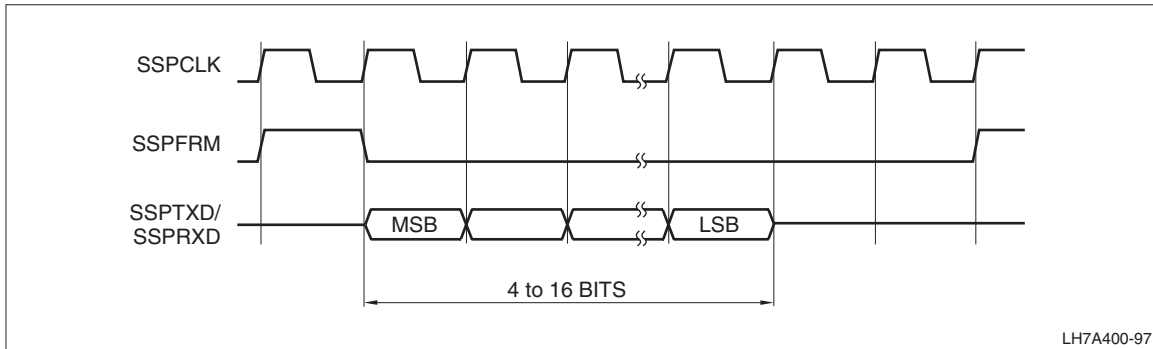 SSPCLK
SSPFRM
SSPTXD/
SSPRXD
MSB
LSB
4 to 16 BITS
LH7A400-97